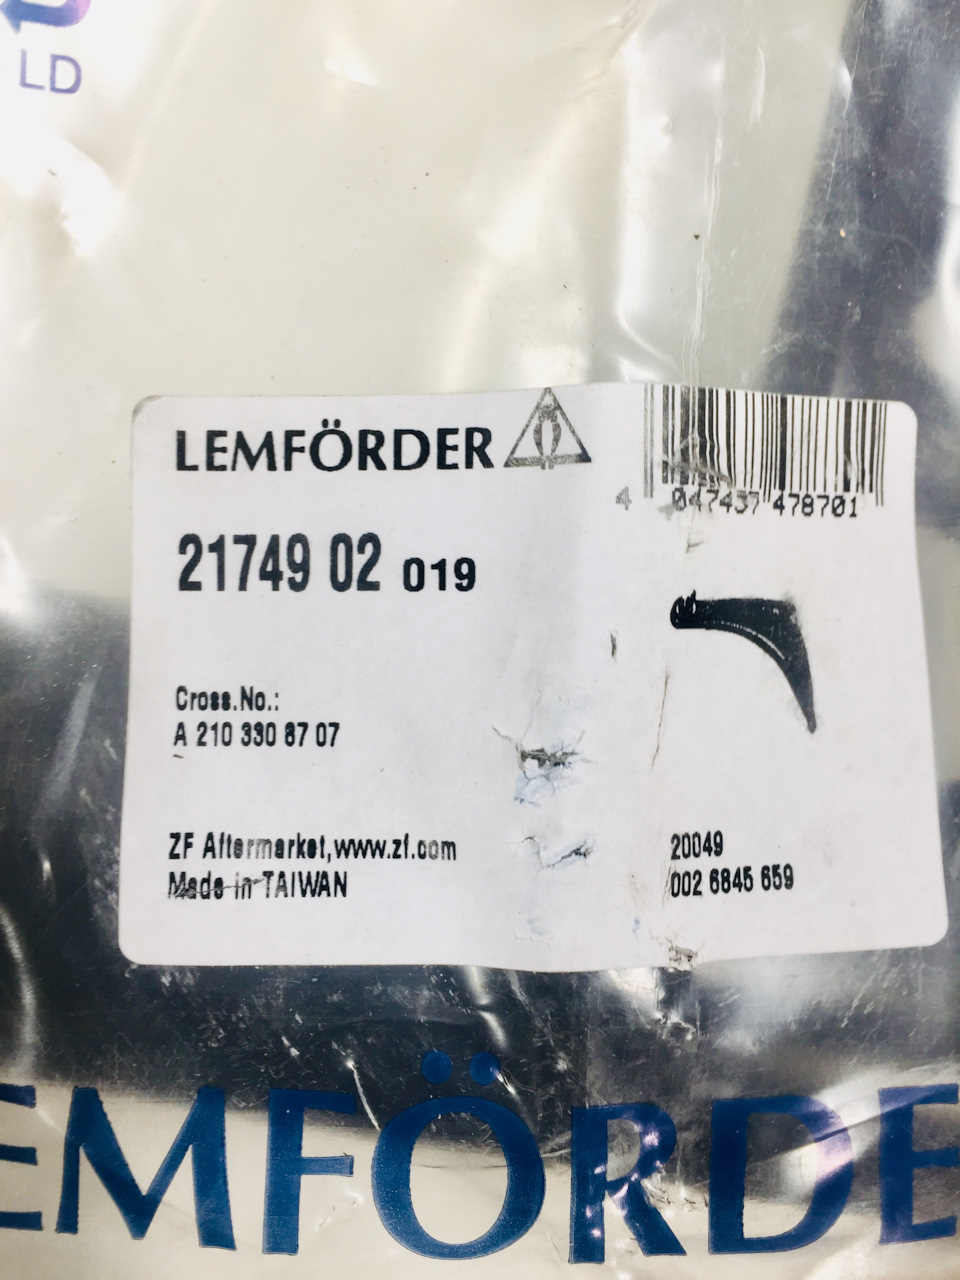 LD
LEMFÖRDER
4 047437 478701
21749 02 019
Cross.No.:
A 210 330 87 07
ZF Aftermarket,www.zf.com
Made in TAIWAN
20049
002 6845 659
EMFÖRDE